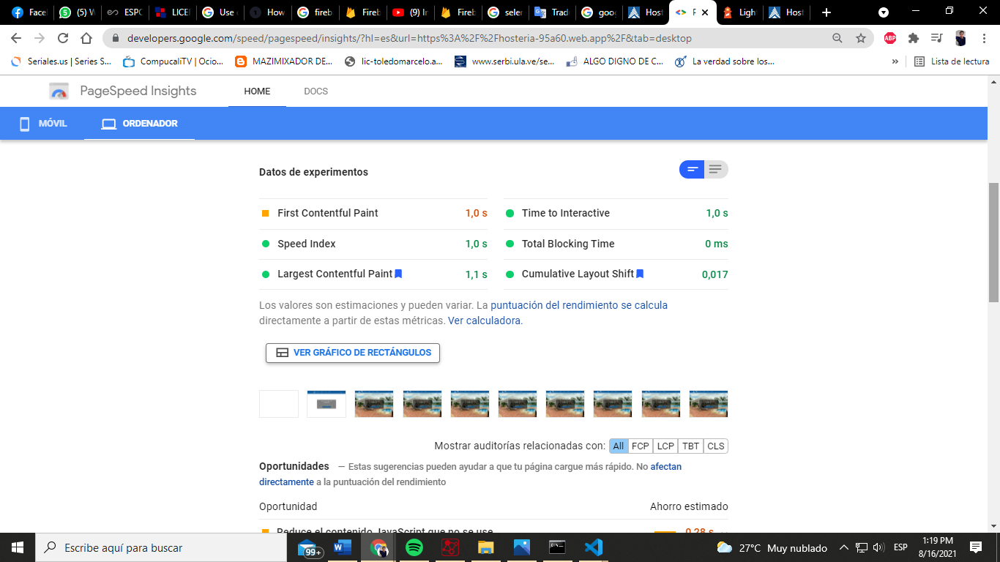 Facel
(5) W
ESPC
LICEI
Use
How
fireb
Fireb
(9) In
Fireb
seler
Trad
goog
Host
F
Ligh
Host
developers.google.com/speed/pagespeed/insights/?hl=es&url=https%3A%2F%2Fhosteria-95a60.web.app%2F&tab=desktop
ABP
Seriales.us | Series S...
CompucaliTV | Ocio...
MAZIMIXADOR DE...
lic-toledomarcelo.a...
www.serbi.ula.ve/se...
ALGO DIGNO DE C...
La verdad sobre los...
»
Lista de lectura
PageSpeed Insights
HOME
DOCS
MÓVIL
ORDENADOR
Datos de experimentos
First Contentful Paint 1,0 s
Time to Interactive 1,0 s
Speed Index 1,0 s
Total Blocking Time 0 ms
Largest Contentful Paint 1,1 s
Cumulative Layout Shift 0,017
Los valores son estimaciones y pueden variar. La puntuación del rendimiento se calcula
directamente a partir de estas métricas. Ver calculadora.
VER GRÁFICO DE RECTÁNGULOS
Mostrar auditorías relacionadas con: All FCP LCP TBT CLS
Oportunidades — Estas sugerencias pueden ayudar a que tu página cargue más rápido. No afectan
directamente a la puntuación del rendimiento
Oportunidad
Ahorro estimado
Reduce el contenido JavaScript que no se use
0,28 s
Escribe aquí para buscar
99+
27°C Muy nublado
ESP
1:19 PM
8/16/2021